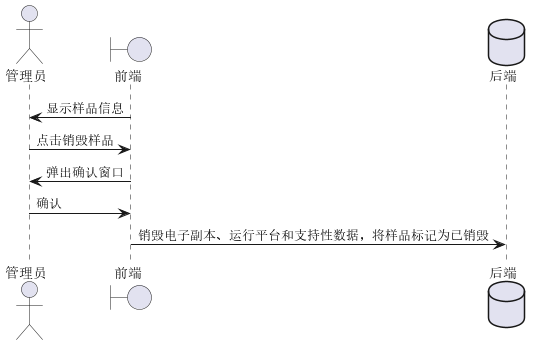 管理员 前端 后端
显示样品信息
点击销毁样品
弹出确认窗口
确认
销毁电子副本、运行平台和支持性数据，将样品标记为已销毁
管理员 前端 后端